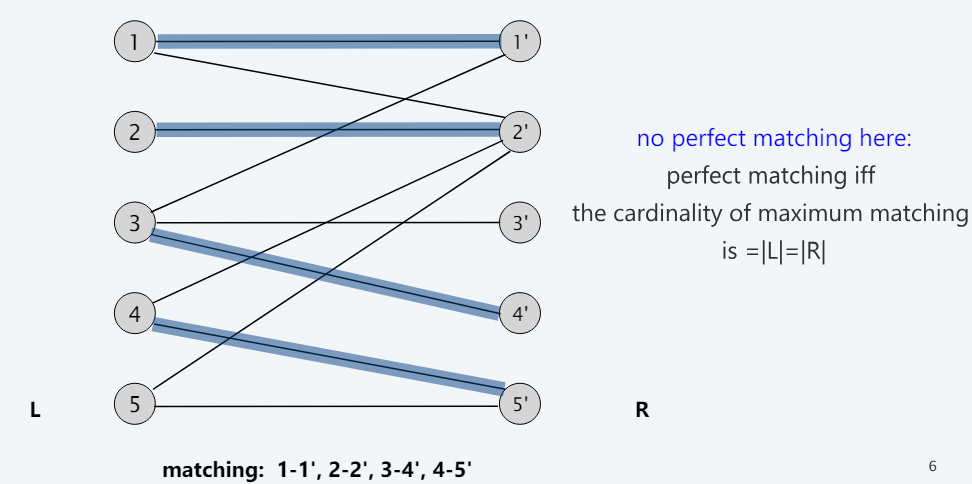 1
1'
2
2'
no perfect matching here:
perfect matching iff
3
3'
the cardinality of maximum matching
is =|L|=|R|
4
4'
5
5'
L
R
matching: 1-1', 2-2', 3-4', 4-5'
6